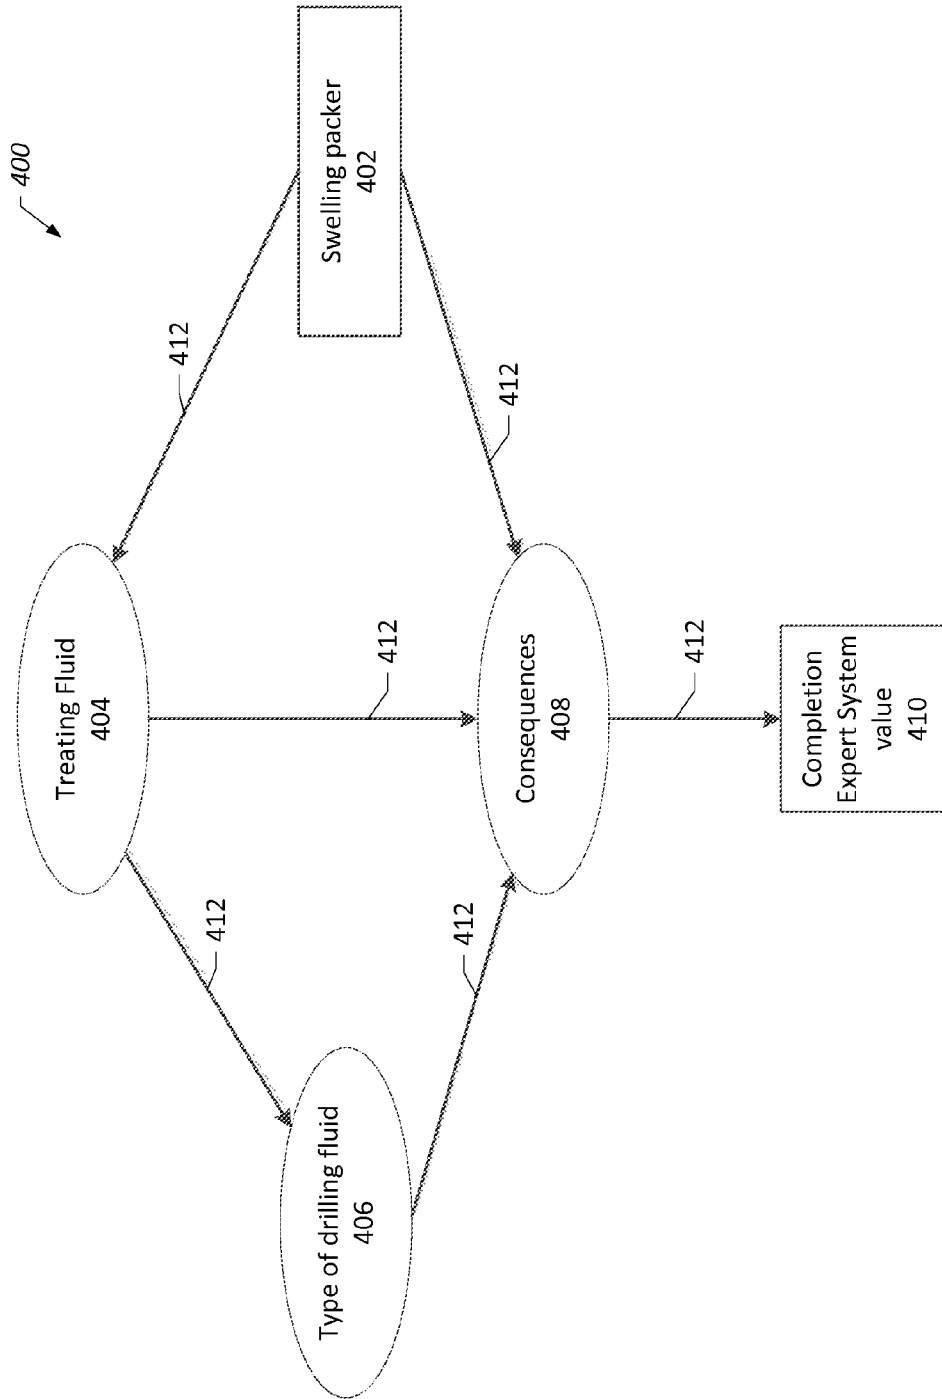 400
Swelling packer
402
412
412
Treating Fluid
404
412
Consequences
408
412
Completion
Expert System
value
410
412
412
Type of drilling fluid
406